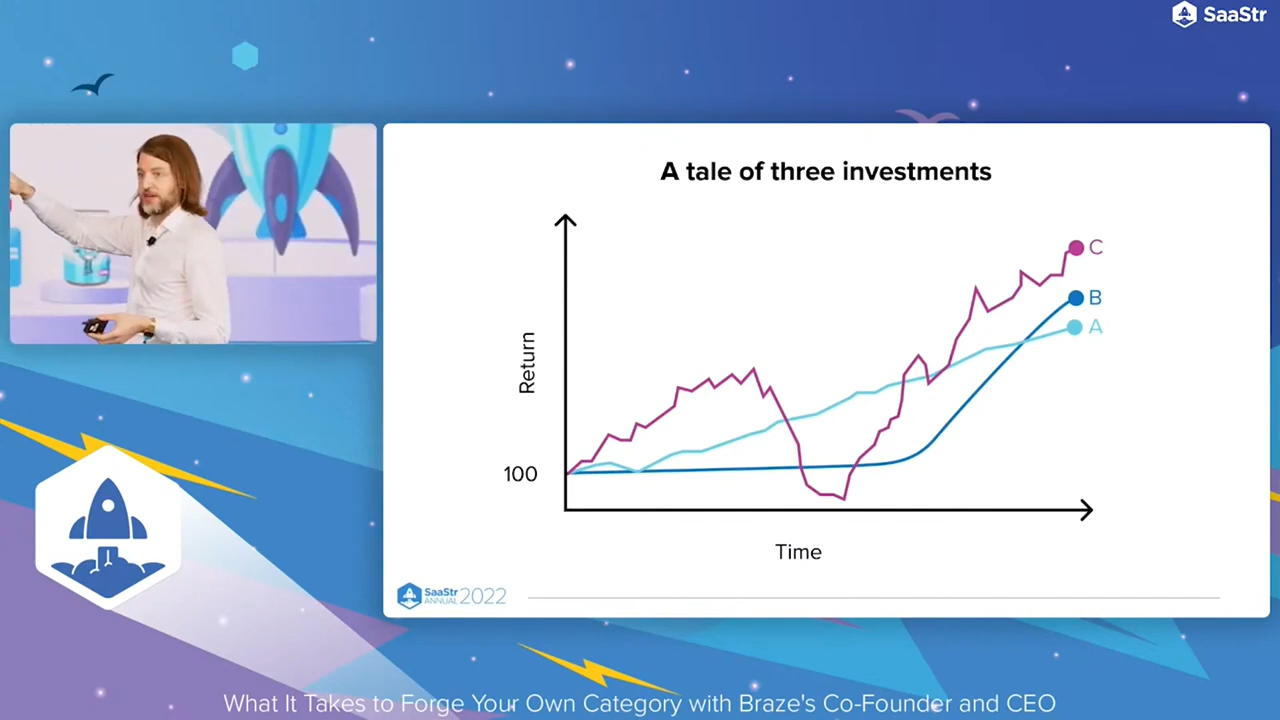 SaaStr
A tale of three investments
C
B
A
Return
100
Time
SaaStr
ANNUAL 2022
What It Takes to Forge Your Own Category with Braze's Co-Founder and CEO